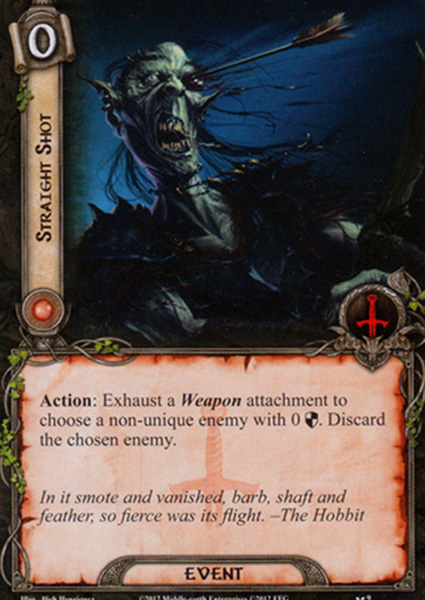 0
STRAIGHT SHOT
Action: Exhaust a Weapon attachment to
choose a non-unique enemy with 0 . Discard
the chosen enemy.
In it smote and vanished, barb, shaft and
feather, so fierce was its flight. –The Hobbit
EVENT
©2012 Middle-earth Enterprises ©2012 FFG